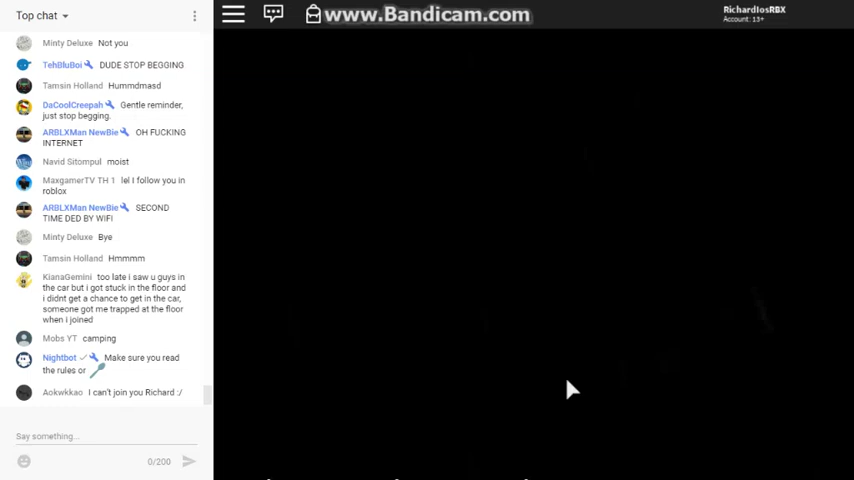 Top chat
Minty Deluxe Not you
TehBluBoi DUDE STOP BEGGING
Tamsin Holland Hummdmasd
DaCoolCreepah Gentle reminder,
just stop begging.
ARBLXMan NewBie OH FUCKING
INTERNET
Navid Sitompul moist
MaxgamerTV TH 1 lel I follow you in
roblox
ARBLXMan NewBie SECOND
TIME DED BY WIFI
Minty Deluxe Bye
Tamsin Holland Hmmmm
KianaGemini too late i saw u guys in
the car but i got stuck in the floor and
i didnt get a chance to get in the car,
someone got me trapped at the floor
when i joined
Mobs YT camping
Nightbot Make sure you read
the rules or
Aokwkkao I can't join you Richard :/
Say something...
0/200
www.Bandicam.com
RichardIosRBX
Account: 13+